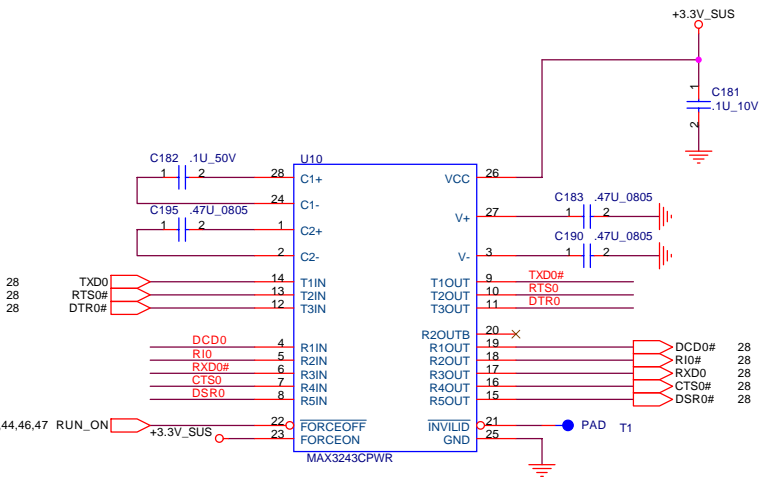 +3.3V_SUS
1
C181
.1U_10V
2
C182 .1U_50V
1 2
U10
28 C1+
VCC 26
24 C1-
C183 .47U_0805
1 2
C195 .47U_0805
1 2
V+ 27
1 C2+
C190 .47U_0805
1 2
2 C2-
V- 3
28 TXD0 14 T1IN
T1OUT 9 TXD0#
28 RTS0# 13 T2IN
T2OUT 10 RTS0
28 DTR0# 12 T3IN
T3OUT 11 DTR0
R2OUTB 20
DCD0 4 R1IN
R1OUT 19 DCD0# 28
RI0 5 R2IN
R2OUT 18 RI0# 28
RXD0# 6 R3IN
R3OUT 17 RXD0 28
CTS0 7 R4IN
R4OUT 16 CTS0# 28
DSR0 8 R5IN
R5OUT 15 DSR0# 28
,44,46,47 RUN_ON 22 FORCEOFF
INVILID 21 PAD T1
+3.3V_SUS 23 FORCEON
GND 25
MAX3243CPWR